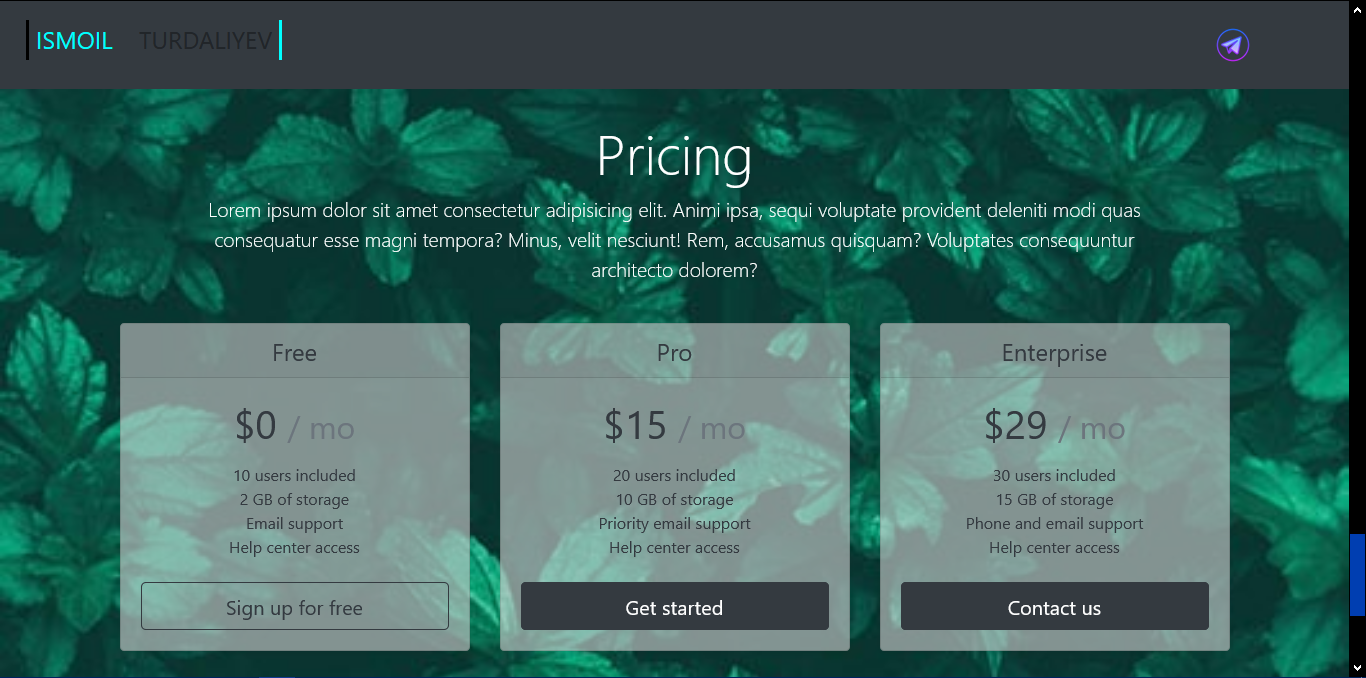 ISMOIL TURDALIYEV
Pricing
Lorem ipsum dolor sit amet consectetur adipisicing elit. Animi ipsa, sequi voluptate provident deleniti modi quas
consequatur esse magni tempora? Minus, velit nesciunt! Rem, accusamus quisquam? Voluptates consequuntur
architecto dolorem?
Free
$0 / mo
10 users included
2 GB of storage
Email support
Help center access
Sign up for free
Pro
$15 / mo
20 users included
10 GB of storage
Priority email support
Help center access
Get started
Enterprise
$29 / mo
30 users included
15 GB of storage
Phone and email support
Help center access
Contact us